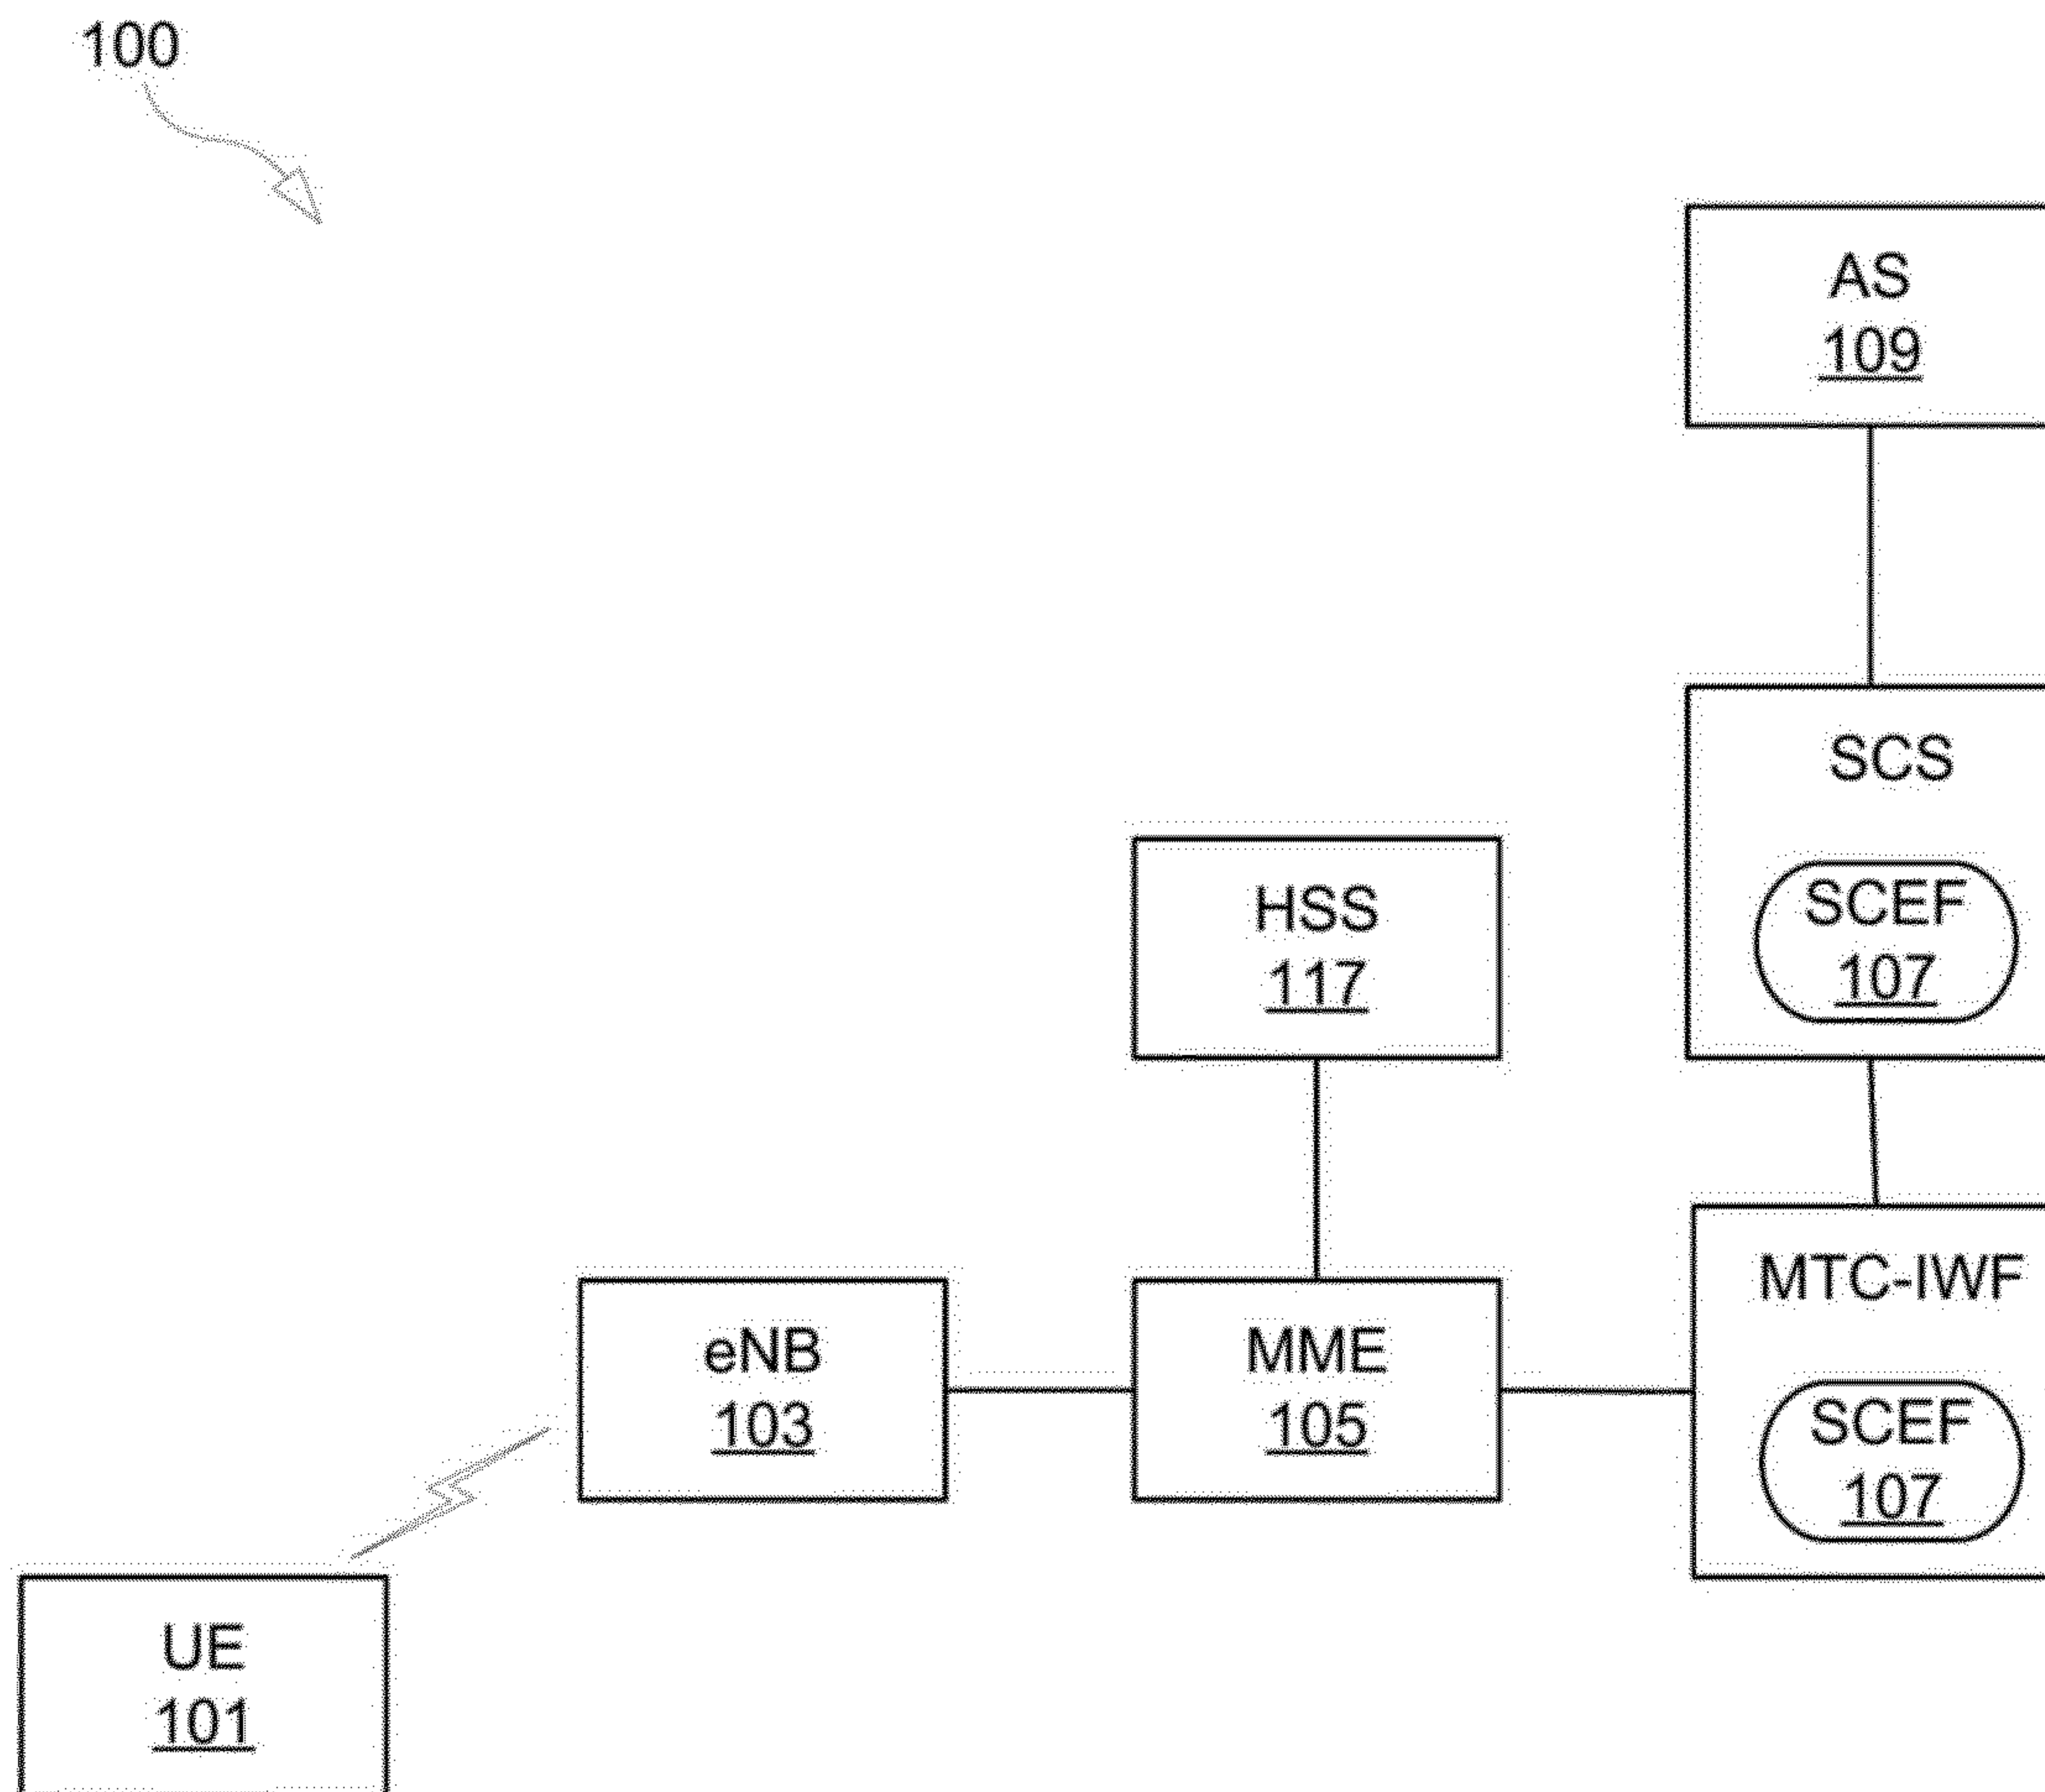 100
AS
109
SCS
SCEF
107
HSS
117
MTC-IWF
SCEF
107
eNB
103
MME
105
UE
101